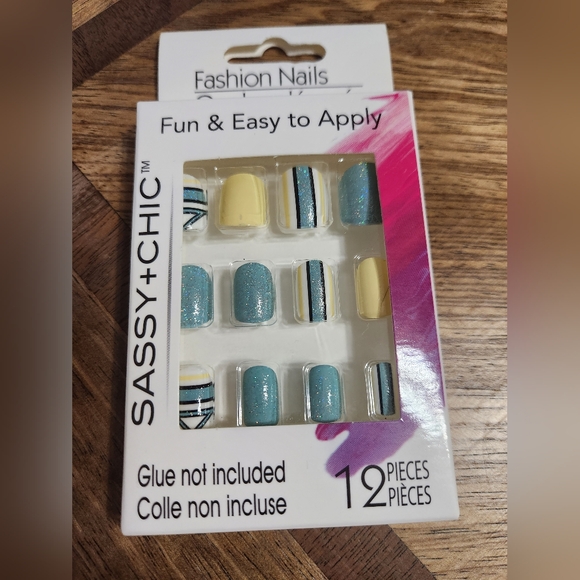 Fashion Nails
Fun & Easy to Apply
SASSY+CHIC™
Glue not included
Colle non incluse
12 PIECES
PIÈCES